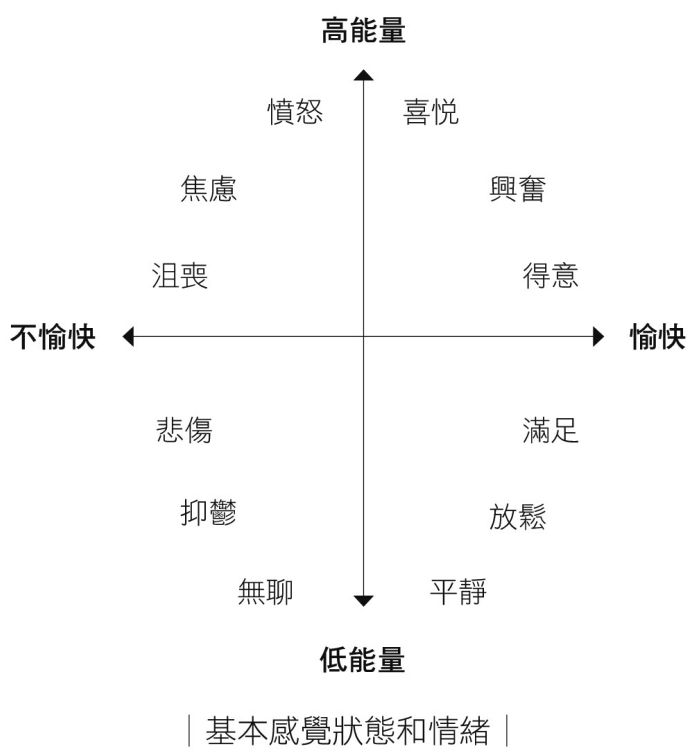 高能量
憤怒 喜悅
焦慮 興奮
沮喪 得意
不愉快 愉快
悲傷 滿足
抑鬱 放鬆
無聊 平靜
低能量
｜基本感覺狀態和情緒｜